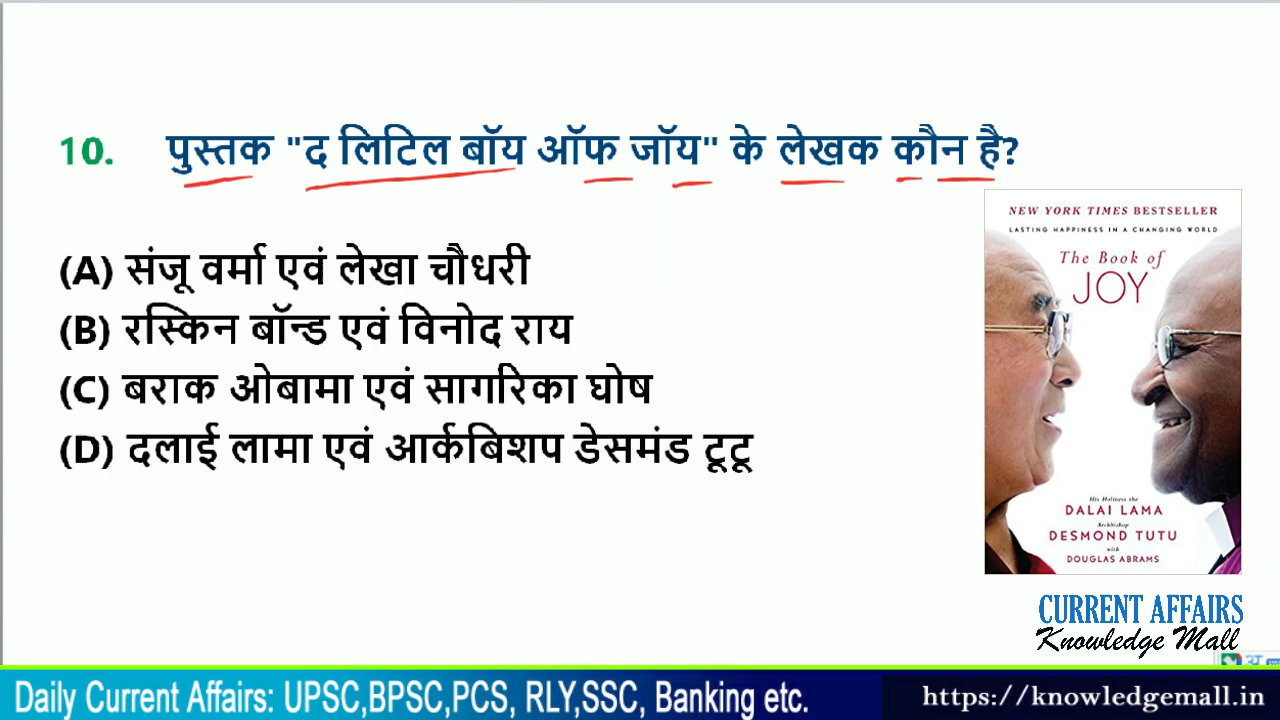 10. पुस्तक "द लिटिल बॉय ऑफ जॉय" के लेखक कौन है?
(A) संजू वर्मा एवं लेखा चौधरी
(B) रस्किन बॉन्ड एवं विनोद राय
(C) बराक ओबामा एवं सागरिका घोष
(D) दलाई लामा एवं आर्कबिशप डेसमंड टूटू
NEW YORK TIMES BESTSELLER
LASTING HAPPINESS IN A CHANGING WORLD
The Book of
JOY
His Holiness the
DALAI LAMA
Archbishop
DESMOND TUTU
with
DOUGLAS ABRAMS
CURRENT AFFAIRS
Knowledge Mall
Daily Current Affairs: UPSC,BPSC,PCS, RLY,SSC, Banking etc.
https://knowledgemall.in